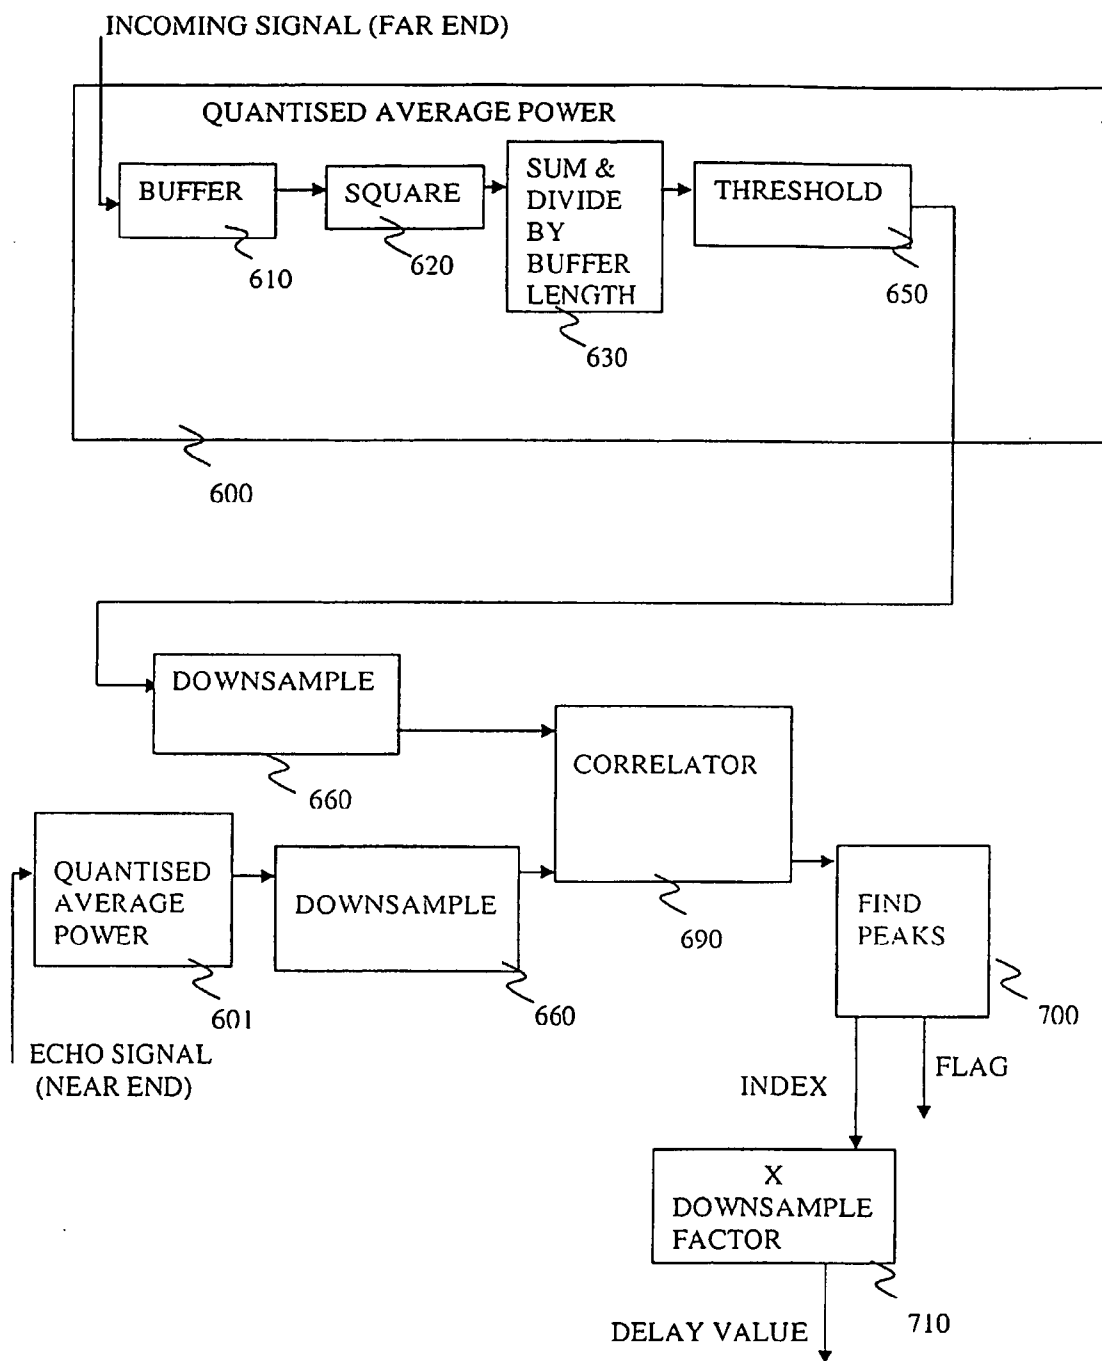 INCOMING SIGNAL (FAR END)
QUANTISED AVERAGE POWER
BUFFER
610
SQUARE
620
SUM &
DIVIDE
BY
BUFFER
LENGTH
630
THRESHOLD
650
600
DOWNSAMPLE
660
CORRELATOR
690
QUANTISED
AVERAGE
POWER
601
DOWNSAMPLE
660
FIND
PEAKS
700
ECHO SIGNAL
(NEAR END)
INDEX
FLAG
X
DOWNSAMPLE
FACTOR
710
DELAY VALUE